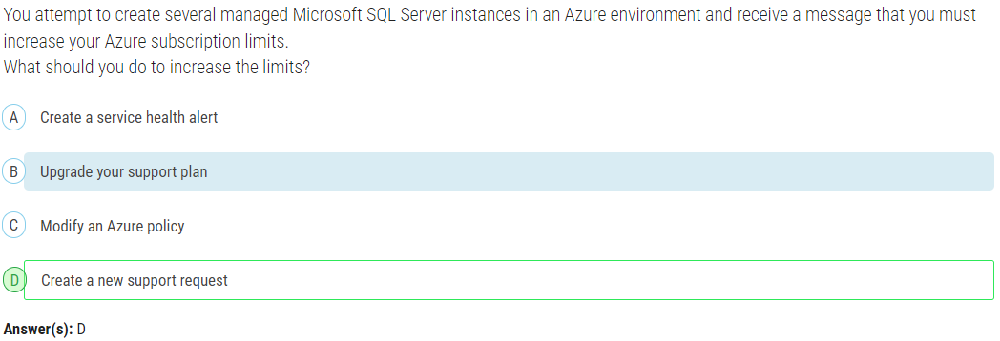 You attempt to create several managed Microsoft SQL Server instances in an Azure environment and receive a message that you must
increase your Azure subscription limits.
What should you do to increase the limits?
A Create a service health alert
B Upgrade your support plan
C Modify an Azure policy
D Create a new support request
Answer(s): D